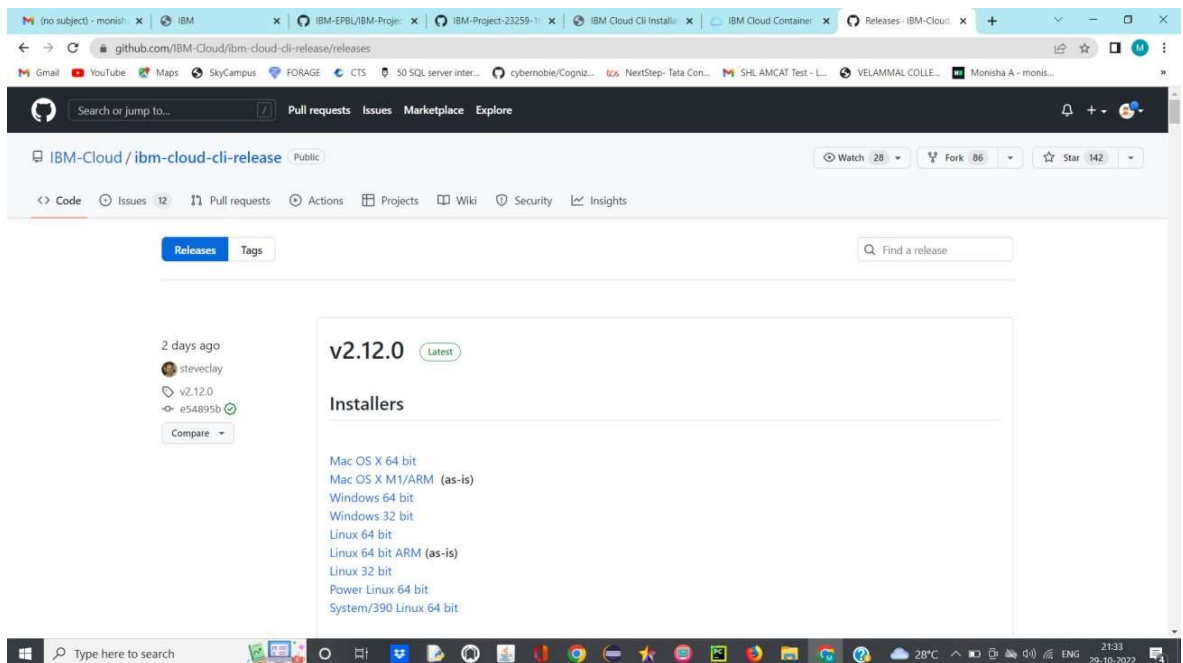 (no subject) - monish
IBM
IBM-EPBL/IBM-Projec
IBM-Project-23259-1
IBM Cloud Cli Installa
IBM Cloud Container
Releases · IBM-Cloud
github.com/IBM-Cloud/ibm-cloud-cli-release/releases
M
Gmail YouTube Maps SkyCampus FORAGE CTS 50 SQL server inter... cybernobie/Cogniz... NextStep- Tata Con... SHL AMCAT Test - L... VELAMMAL COLLE... Monisha A - monis... »
Search or jump to... / Pull requests Issues Marketplace Explore
IBM-Cloud / ibm-cloud-cli-release Public
Watch 28 Fork 86 Star 142
<> Code Issues 12 Pull requests Actions Projects Wiki Security Insights
Releases Tags
Find a release
2 days ago
steveclay
v2.12.0
e54895b
Compare
v2.12.0 Latest
Installers
Mac OS X 64 bit
Mac OS X M1/ARM (as-is)
Windows 64 bit
Windows 32 bit
Linux 64 bit
Linux 64 bit ARM (as-is)
Linux 32 bit
Power Linux 64 bit
System/390 Linux 64 bit
Type here to search
28°C
ENG
21:33
29-10-2022